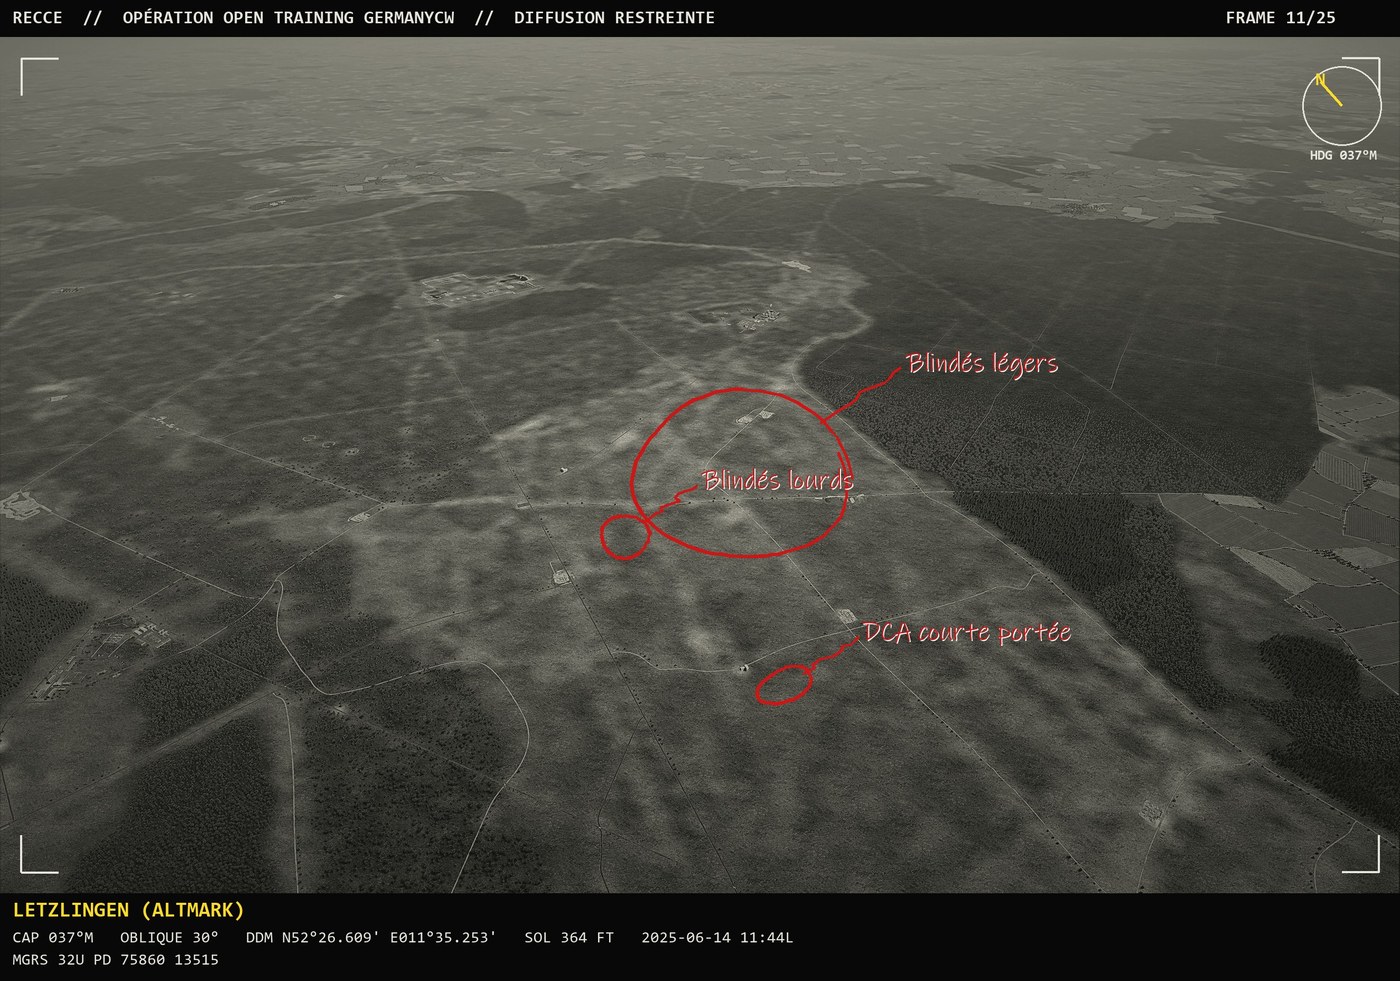 RECCE // OPÉRATION OPEN TRAINING GERMANYCW // DIFFUSION RESTREINTE FRAME 11/25
N
HDG 037°M
Blindés légers
Blindés lourds
DCA courte portée
LETZLINGEN (ALTMARK)
CAP 037°M OBLIQUE 30° DDM N52°26.609' E011°35.253' SOL 364 FT 2025-06-14 11:44L
MGRS 32U PD 75860 13515